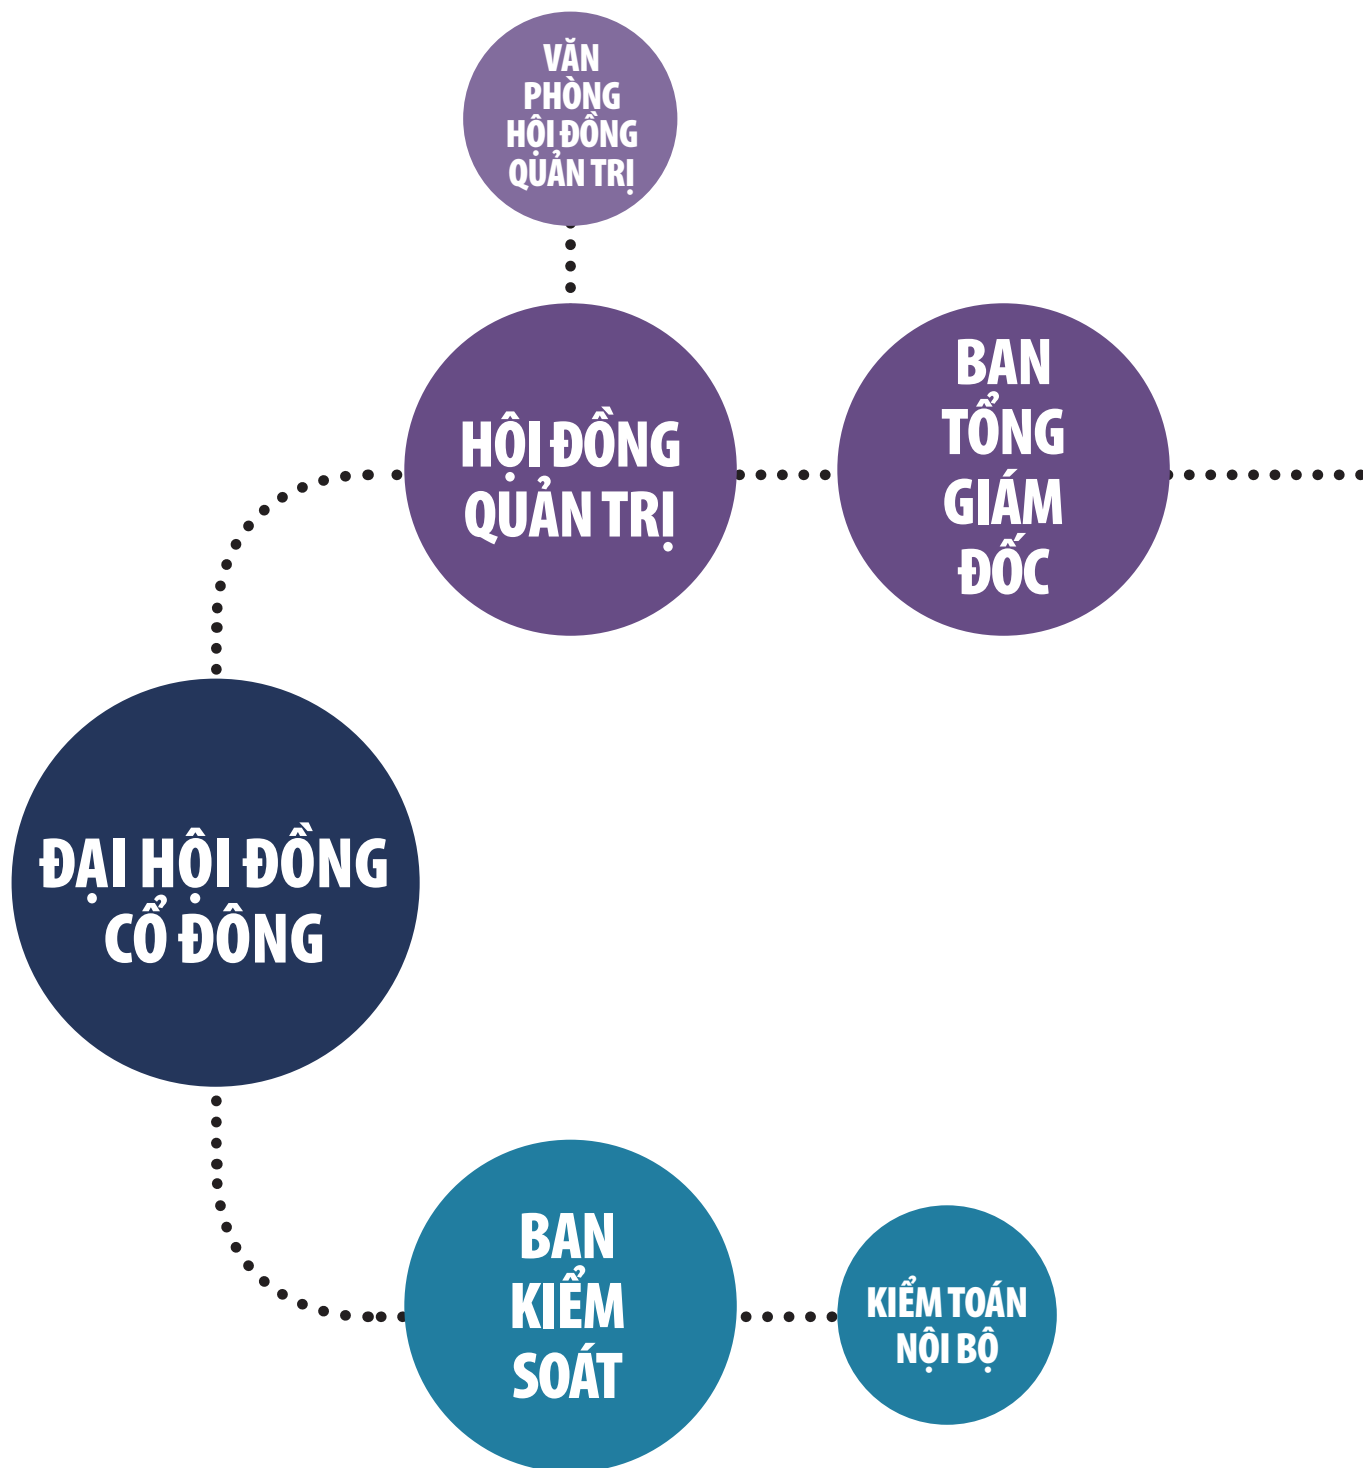 VĂN
PHÒNG
HỘI ĐỒNG
QUẢN TRỊ
HỘI ĐỒNG
QUẢN TRỊ
BAN
TỔNG
GIÁM
ĐỐC
ĐẠI HỘI ĐỒNG
CỔ ĐÔNG
BAN
KIỂM
SOÁT
KIỂM TOÁN
NỘI BỘ